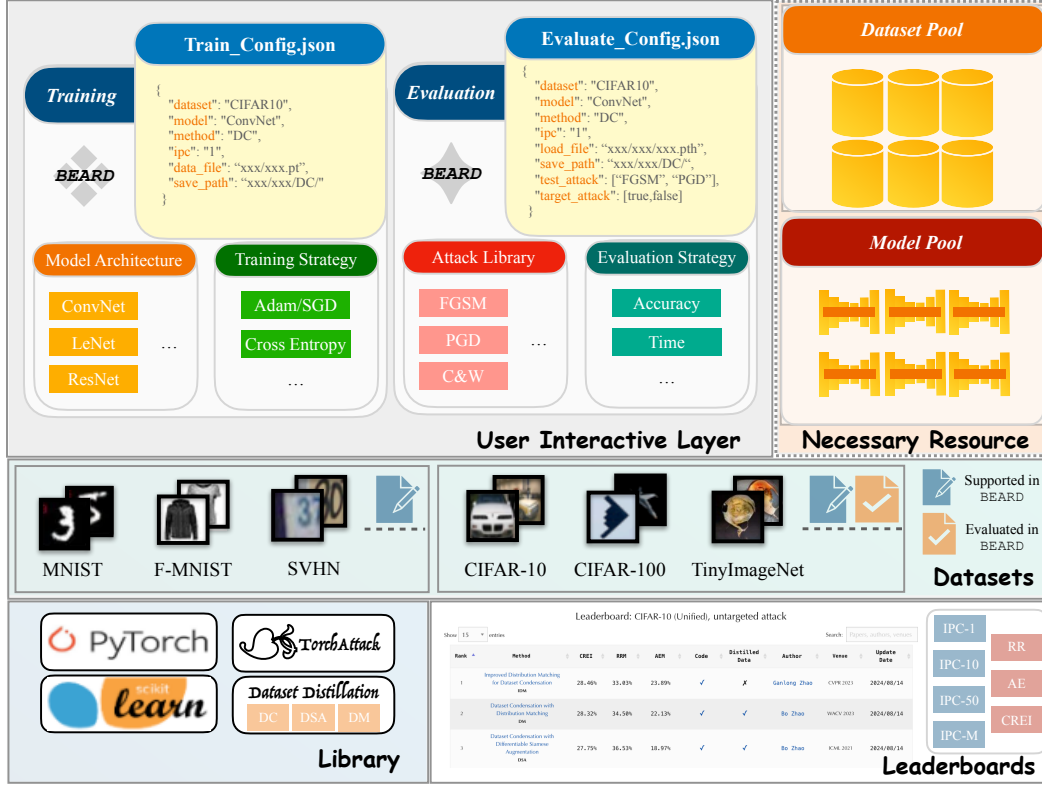 Train_Config.json
Training
{
"dataset": "CIFAR10",
"model": "ConvNet",
"method": "DC",
"ipc": "1",
"data_file": “xxx/xxx.pt”,
"save_path": “xxx/xxx/DC/"
}
BEARD
Model Architecture
ConvNet
LeNet
...
ResNet
Training Strategy
Adam/SGD
Cross Entropy
...
Evaluate_Config.json
Evaluation
{
"dataset": "CIFAR10",
"model": "ConvNet",
"method": "DC",
"ipc": "1",
"load_file": “xxx/xxx/xxx.pth”,
"save_path": “xxx/xxx/DC/“,
"test_attack": [“FGSM”, “PGD”],
"target_attack": [true,false]
}
BEARD
Attack Library
FGSM
PGD
...
C&W
Evaluation Strategy
Accuracy
Time
...
User Interactive Layer
Dataset Pool
Model Pool
Necessary Resource
MNIST
F-MNIST
SVHN
CIFAR-10
CIFAR-100
TinyImageNet
Supported in
BEARD
Evaluated in
BEARD
Datasets
PyTorch
TorchAttack
scikit
learn
Dataset Distillation
DC DSA DM
Library
Leaderboard: CIFAR-10 (Unified), untargeted attack
Show 15 entries
Search: Papers, authors, venues
Rank Method CREI RRM AEM Code Distilled Data Author Venue Update Date
1 Improved Distribution Matching for Dataset Condensation IDM 28.46% 33.03% 23.89% ✓ ✗ Ganlong Zhao CVPR 2023 2024/08/14
2 Dataset Condensation with Distribution Matching DM 28.32% 34.50% 22.13% ✓ ✓ Bo Zhao WACV 2023 2024/08/14
3 Dataset Condensation with Differentiable Siamese Augmentation DSA 27.75% 36.53% 18.97% ✓ ✓ Bo Zhao ICML 2021 2024/08/14
IPC-1
IPC-10
IPC-50
IPC-M
RR
AE
CREI
Leaderboards